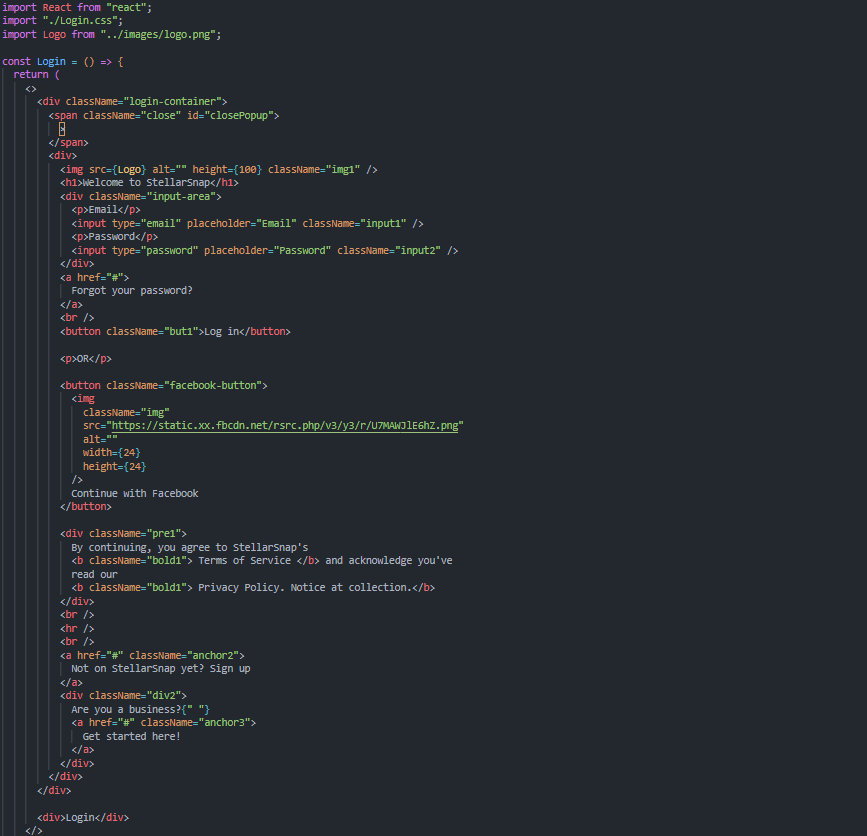 import React from "react";
import "./Login.css";
import Logo from "../images/logo.png";

const Login = () => {
  return (
    <>
      <div className="login-container">
        <span className="close" id="closePopup">
        </span>
        <div>
          <img src={Logo} alt="" height={100} className="img1" />
          <h1>Welcome to StellarSnap</h1>
          <div className="input-area">
            <p>Email</p>
            <input type="email" placeholder="Email" className="input1" />
            <p>Password</p>
            <input type="password" placeholder="Password" className="input2" />
          </div>
          <a href="#">
            Forgot your password?
          </a>
          <br />
          <button className="but1">Log in</button>

          <p>OR</p>

          <button className="facebook-button">
            <img
              className="img"
              src="https://static.xx.fbcdn.net/rsrc.php/v3/y3/r/U7MAWJlE6hZ.png"
              alt=""
              width={24}
              height={24}
            />
            Continue with Facebook
          </button>

          <div className="pre1">
            By continuing, you agree to StellarSnap's
            <b className="bold1"> Terms of Service </b> and acknowledge you've
            read our
            <b className="bold1"> Privacy Policy. Notice at collection.</b>
          </div>
          <br />
          <hr />
          <br />
          <a href="#" className="anchor2">
            Not on StellarSnap yet? Sign up
          </a>
          <div className="div2">
            Are you a business?{" "}
            <a href="#" className="anchor3">
              Get started here!
            </a>
          </div>
        </div>
      </div>

      <div>Login</div>
    </>